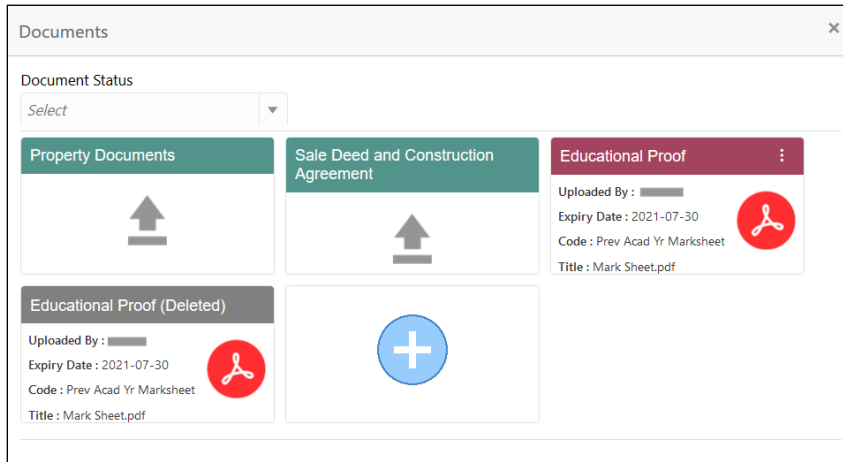 Documents
Document Status
Select
Property Documents
Sale Deed and Construction
Agreement
Educational Proof
Uploaded By :
Expiry Date : 2021-07-30
Code : Prev Acad Yr Marksheet
Title : Mark Sheet.pdf
Educational Proof (Deleted)
Uploaded By :
Expiry Date : 2021-07-30
Code : Prev Acad Yr Marksheet
Title : Mark Sheet.pdf